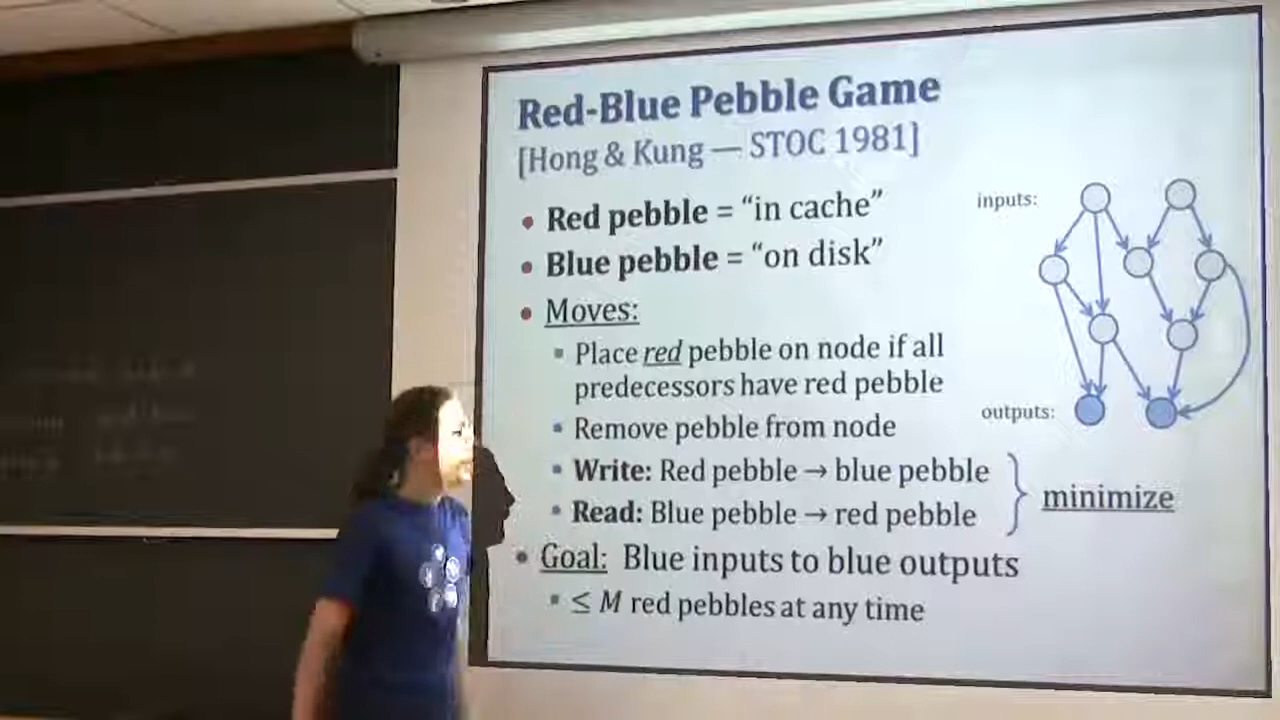 Red-Blue Pebble Game
[Hong & Kung — STOC 1981]
• Red pebble = “in cache”
• Blue pebble = “on disk”
• Moves:
▪ Place red pebble on node if all
predecessors have red pebble
▪ Remove pebble from node
▪ Write: Red pebble → blue pebble
▪ Read: Blue pebble → red pebble
minimize
• Goal: Blue inputs to blue outputs
▪ ≤ M red pebbles at any time
inputs:
outputs: